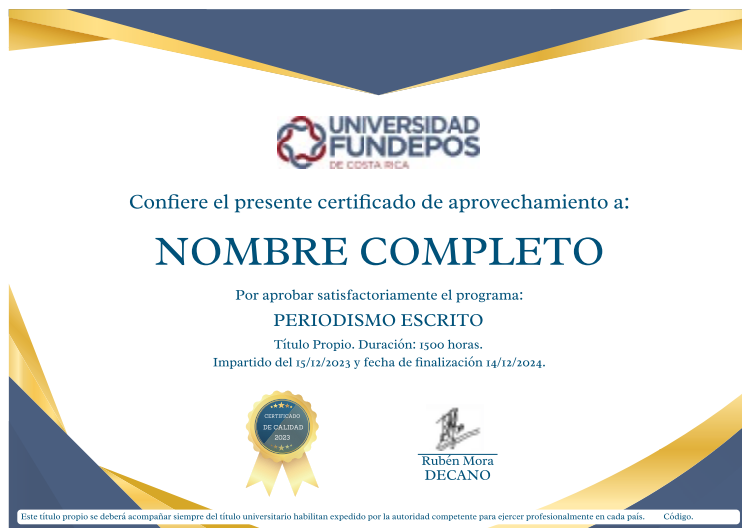 UNIVERSIDAD
FUNDEPOS
DE COSTA RICA
Confiere el presente certificado de aprovechamiento a:
NOMBRE COMPLETO
Por aprobar satisfactoriamente el programa:
PERIODISMO ESCRITO
Título Propio. Duración: 1500 horas.
Impartido del 15/12/2023 y fecha de finalización 14/12/2024.
CERTIFICADO
DE CALIDAD
2023
Rubén Mora
DECANO
Este título propio se deberá acompañar siempre del título universitario habilitan expedido por la autoridad competente para ejercer profesionalmente en cada país. Código.